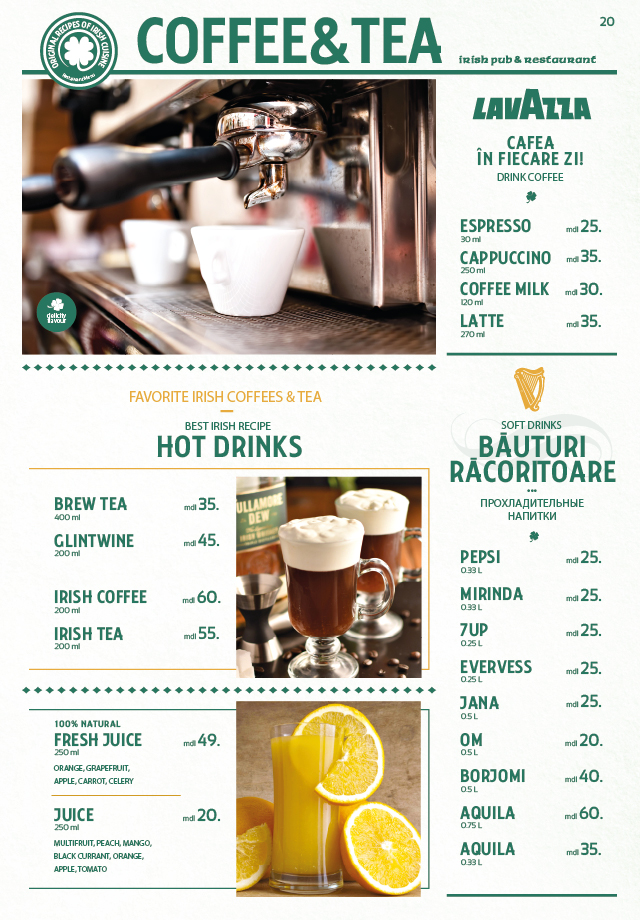 ORIGINAL RECIPES OF IRISH CUISINE
COFFEE&TEA
irish pub & restaurant
20
LAVAZZA
CAFEA
ÎN FIECARE ZI!
DRINK COFFEE
ESPRESSO mdl 25.
30 ml
CAPPUCCINO mdl 35.
250 ml
COFFEE MILK mdl 30.
120 ml
LATTE mdl 35.
270 ml
delicity
flavour
FAVORITE IRISH COFFEES & TEA
BEST IRISH RECIPE
HOT DRINKS
BREW TEA mdl 35.
400 ml
GLINTWINE mdl 45.
200 ml
IRISH COFFEE mdl 60.
200 ml
IRISH TEA mdl 55.
200 ml
ULLAMORE
DEW
100% NATURAL
FRESH JUICE mdl 49.
250 ml
ORANGE, GRAPEFRUIT,
APPLE, CARROT, CELERY
JUICE mdl 20.
250 ml
MULTIFRUIT, PEACH, MANGO,
BLACK CURRANT, ORANGE,
APPLE, TOMATO
SOFT DRINKS
BĂUTURI
RĂCORITOARE
ПРОХЛАДИТЕЛЬНЫЕ
НАПИТКИ
PEPSI mdl 25.
0.33 L
MIRINDA mdl 25.
0.33 L
7UP mdl 25.
0.25 L
EVERVESS mdl 25.
0.25 L
JANA mdl 25.
0.5 L
OM mdl 20.
0.5 L
BORJOMI mdl 40.
0.5 L
AQUILA mdl 60.
0.75 L
AQUILA mdl 35.
0.33 L